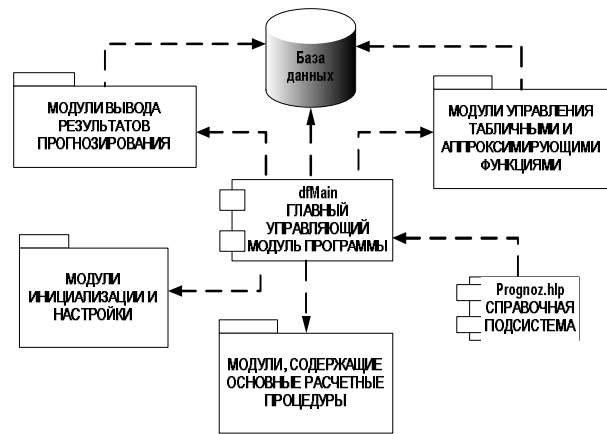 База
данных
МОДУЛИ ВЫВОДА
РЕЗУЛЬТАТОВ
ПРОГНОЗИРОВАНИЯ
МОДУЛИ УПРАВЛЕНИЯ
ТАБЛИЧНЫМИ И
АППРОКСИМИРУЮЩИМИ
ФУНКЦИЯМИ
dfMain
ГЛАВНЫЙ
УПРАВЛЯЮЩИЙ
МОДУЛЬ ПРОГРАММЫ
МОДУЛИ
ИНИЦИАЛИЗАЦИИ И
НАСТРОЙКИ
Prognoz.hlp
СПРАВОЧНАЯ
ПОДСИСТЕМА
МОДУЛИ, СОДЕРЖАЩИЕ
ОСНОВНЫЕ РАСЧЕТНЫЕ
ПРОЦЕДУРЫ